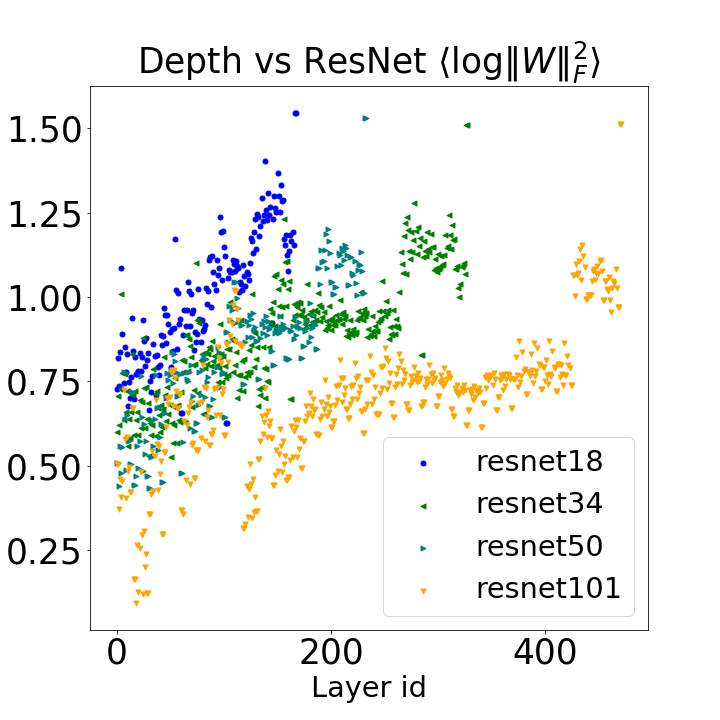 Depth vs ResNet ⟨log‖W‖²_F⟩
1.50
1.25
1.00
0.75
0.50
0.25
0 200 400
Layer id
resnet18
resnet34
resnet50
resnet101